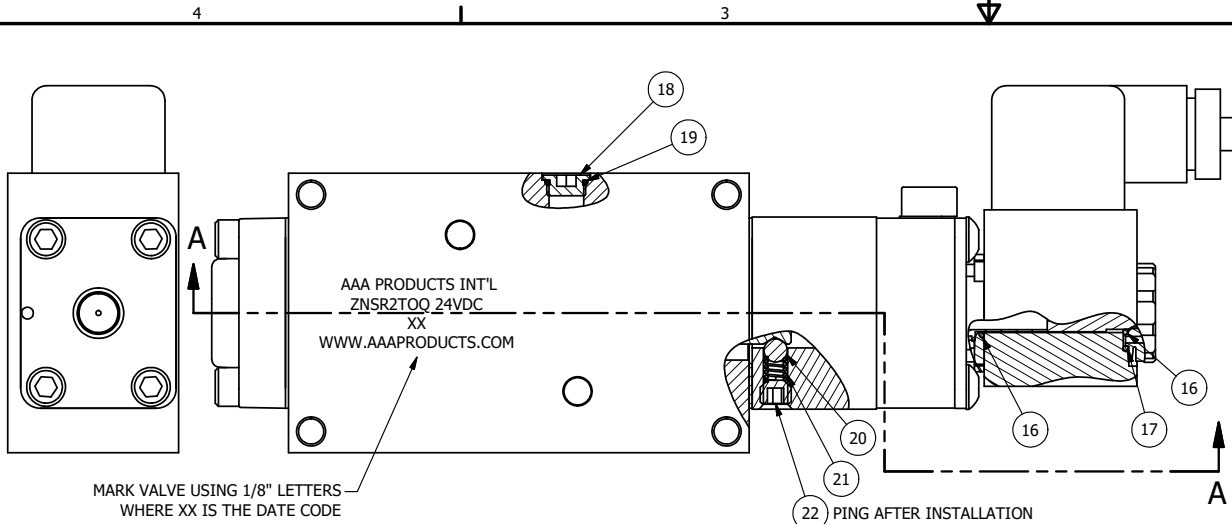 4
3
18
19
A
AAA PRODUCTS INT'L
ZNSR2TOQ 24VDC
XX
WWW.AAAPRODUCTS.COM
16
16
17
20
21
22 PING AFTER INSTALLATION
A
MARK VALVE USING 1/8" LETTERS
WHERE XX IS THE DATE CODE